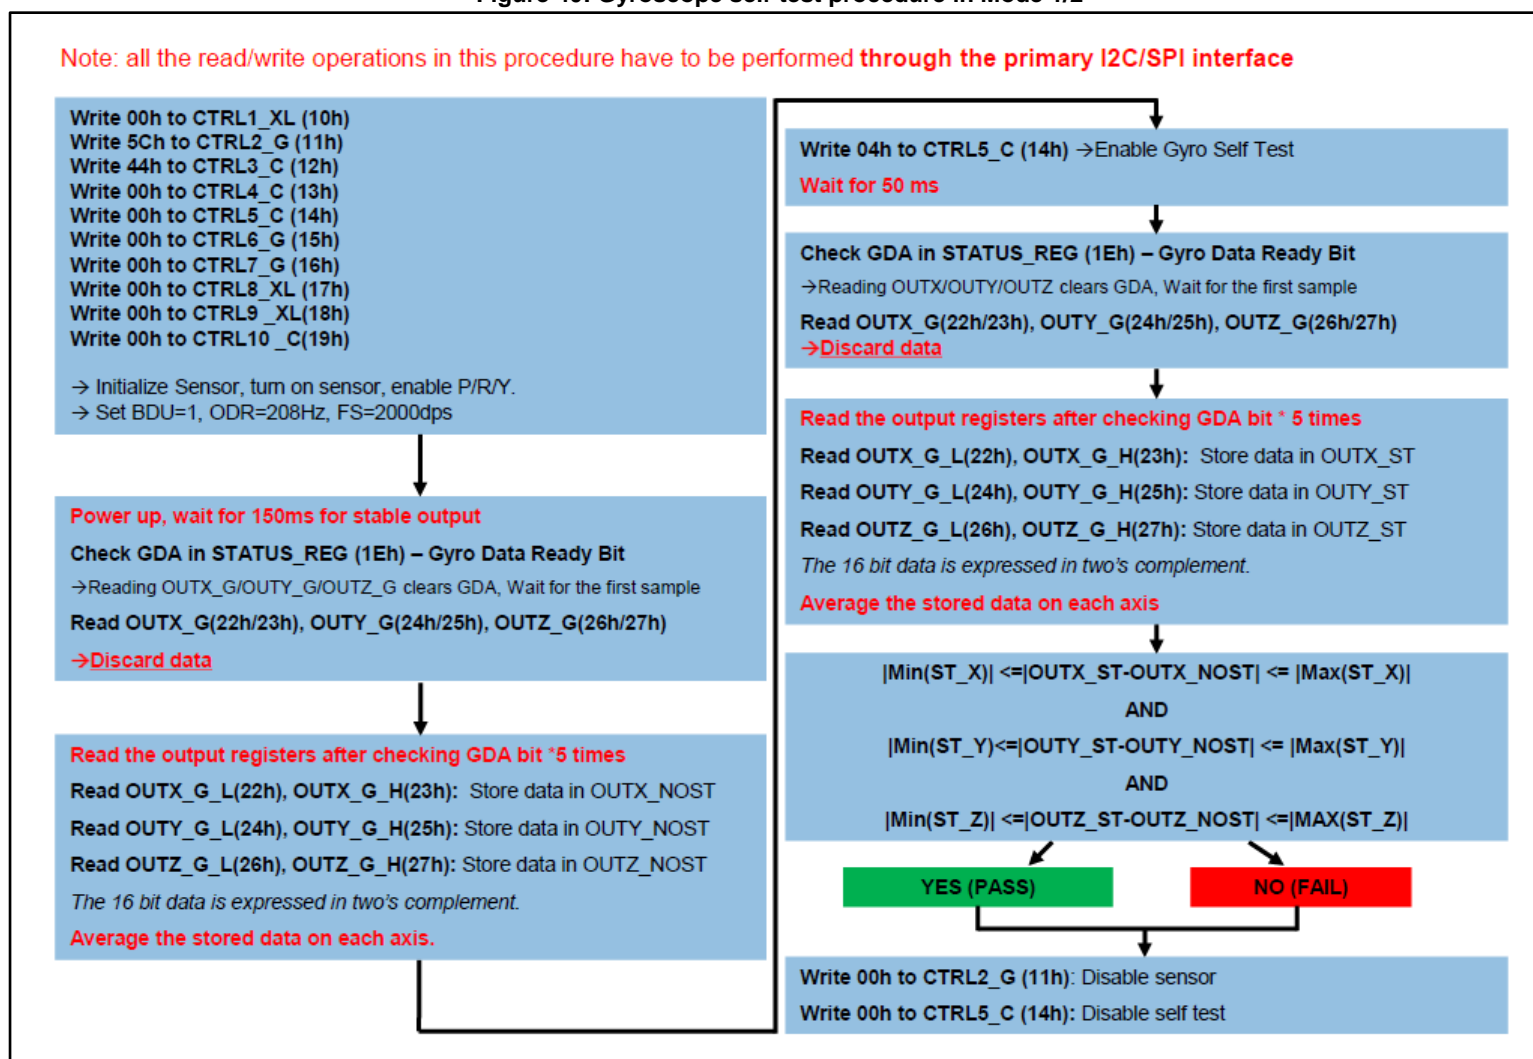 Note: all the read/write operations in this procedure have to be performed through the primary I2C/SPI interface
Write 00h to CTRL1_XL (10h)
Write 5Ch to CTRL2_G (11h)
Write 44h to CTRL3_C (12h)
Write 00h to CTRL4_C (13h)
Write 00h to CTRL5_C (14h)
Write 00h to CTRL6_G (15h)
Write 00h to CTRL7_G (16h)
Write 00h to CTRL8_XL (17h)
Write 00h to CTRL9 _XL(18h)
Write 00h to CTRL10 _C(19h)
→ Initialize Sensor, turn on sensor, enable P/R/Y.
→ Set BDU=1, ODR=208Hz, FS=2000dps
Power up, wait for 150ms for stable output
Check GDA in STATUS_REG (1Eh) – Gyro Data Ready Bit
→Reading OUTX_G/OUTY_G/OUTZ_G clears GDA, Wait for the first sample
Read OUTX_G(22h/23h), OUTY_G(24h/25h), OUTZ_G(26h/27h)
→Discard data
Read the output registers after checking GDA bit *5 times
Read OUTX_G_L(22h), OUTX_G_H(23h): Store data in OUTX_NOST
Read OUTY_G_L(24h), OUTY_G_H(25h): Store data in OUTY_NOST
Read OUTZ_G_L(26h), OUTZ_G_H(27h): Store data in OUTZ_NOST
The 16 bit data is expressed in two's complement.
Average the stored data on each axis.
Write 04h to CTRL5_C (14h) →Enable Gyro Self Test
Wait for 50 ms
Check GDA in STATUS_REG (1Eh) – Gyro Data Ready Bit
→Reading OUTX/OUTY/OUTZ clears GDA, Wait for the first sample
Read OUTX_G(22h/23h), OUTY_G(24h/25h), OUTZ_G(26h/27h)
→Discard data
Read the output registers after checking GDA bit * 5 times
Read OUTX_G_L(22h), OUTX_G_H(23h): Store data in OUTX_ST
Read OUTY_G_L(24h), OUTY_G_H(25h): Store data in OUTY_ST
Read OUTZ_G_L(26h), OUTZ_G_H(27h): Store data in OUTZ_ST
The 16 bit data is expressed in two's complement.
Average the stored data on each axis
|Min(ST_X)| <=|OUTX_ST-OUTX_NOST| <= |Max(ST_X)|
AND
|Min(ST_Y)<=|OUTY_ST-OUTY_NOST| <= |Max(ST_Y)|
AND
|Min(ST_Z)| <=|OUTZ_ST-OUTZ_NOST| <=|MAX(ST_Z)|
YES (PASS)
NO (FAIL)
Write 00h to CTRL2_G (11h): Disable sensor
Write 00h to CTRL5_C (14h): Disable self test